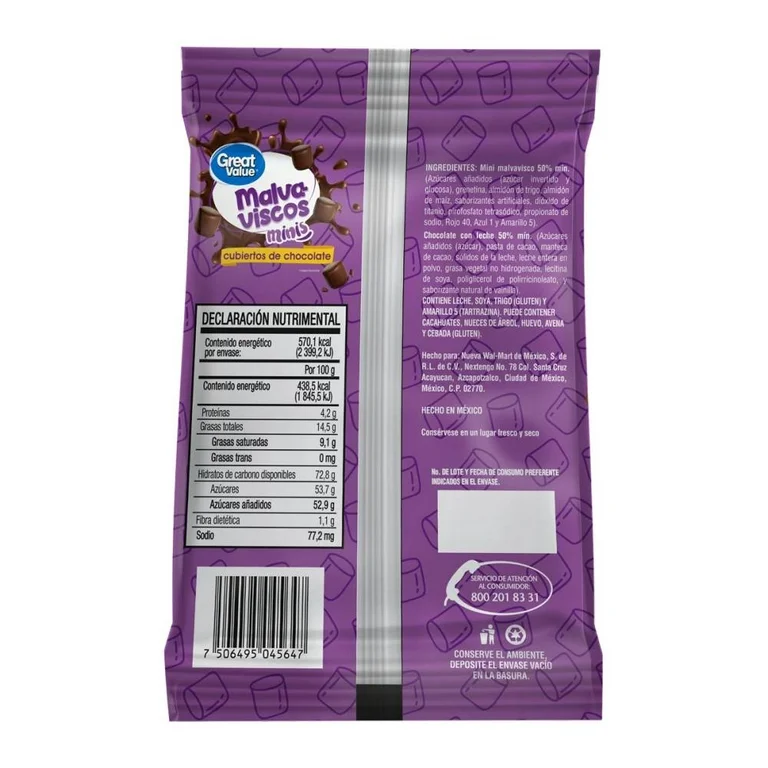 Great
Value
Malva-
viscos
minis
cubiertos de chocolate
DECLARACIÓN NUTRIMENTAL
Contenido energético por envase: 570,1 kcal (2 399,2 kJ)
Por 100 g
Contenido energético 438,5 kcal (1 845,5 kJ)
Proteínas 4,2 g
Grasas totales 14,5 g
Grasas saturadas 9,1 g
Grasas trans 0 mg
Hidratos de carbono disponibles 72,8 g
Azúcares 53,7 g
Azúcares añadidos 52,9 g
Fibra dietética 1,1 g
Sodio 77,2 mg
7 506495 045647
INGREDIENTES: Mini malvavisco 50% min.
(Azúcares añadidos (azúcar invertido y
glucosa), grenetina, almidón de trigo, almidón
de maíz, saborizantes artificiales, dióxido de
titanio, pirofosfato tetrasódico, propionato de
sodio, Rojo 40, Azul 1 y Amarillo 5).
Chocolate con leche 50% min. (Azúcares
añadidos (azúcar), pasta de cacao, manteca
de cacao, sólidos de la leche, leche entera en
polvo, grasa vegetal no hidrogenada, lecitina
de soya, poliglicerol de polirricinoleato, y
saborizante natural de vainilla).
CONTIENE LECHE, SOYA, TRIGO (GLUTEN) Y
AMARILLO 5 (TARTRAZINA). PUEDE CONTENER
CACAHUATES, NUECES DE ÁRBOL, HUEVO, AVENA
Y CEBADA (GLUTEN).
Hecho para: Nueva Wal-Mart de México, S. de
R.L. de C.V., Nextengo No. 78 Col. Santa Cruz
Acayucan, Azcapotzalco, Ciudad de México,
México, C.P. 02770.
HECHO EN MÉXICO
Consérvese en un lugar fresco y seco
No. DE LOTE Y FECHA DE CONSUMO PREFERENTE
INDICADOS EN EL ENVASE.
SERVICIO DE ATENCIÓN
AL CONSUMIDOR:
800 201 83 31
CONSERVE EL AMBIENTE,
DEPOSITE EL ENVASE VACÍO
EN LA BASURA.